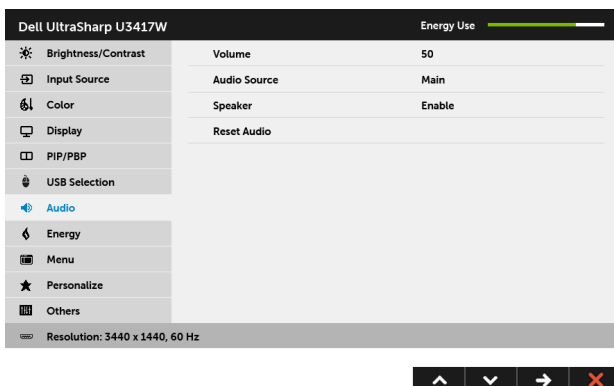 Dell UltraSharp U3417W Energy Use
Brightness/Contrast Volume 50
Input Source Audio Source Main
Color Speaker Enable
Display Reset Audio
PIP/PBP
USB Selection
Audio
Energy
Menu
Personalize
Others
Resolution: 3440 x 1440, 60 Hz